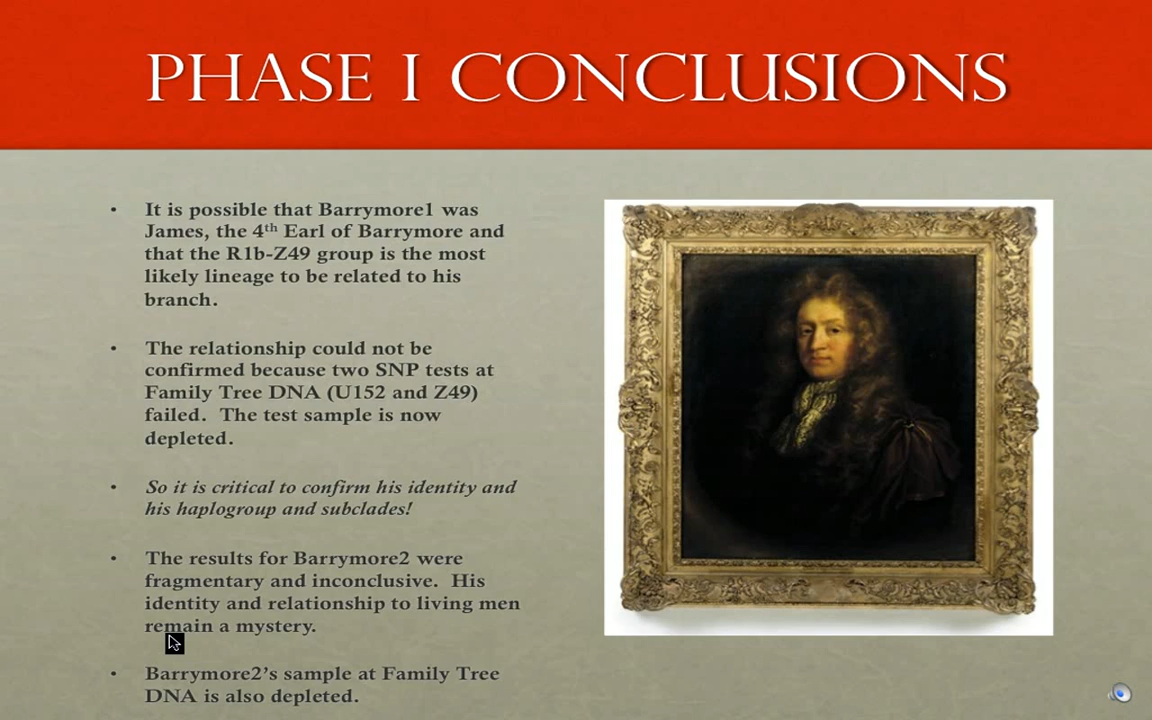 PHASE I CONCLUSIONS
• It is possible that Barrymore1 was
James, the 4th Earl of Barrymore and
that the R1b-Z49 group is the most
likely lineage to be related to his
branch.
• The relationship could not be
confirmed because two SNP tests at
Family Tree DNA (U152 and Z49)
failed. The test sample is now
depleted.
• So it is critical to confirm his identity and
his haplogroup and subclades!
• The results for Barrymore2 were
fragmentary and inconclusive. His
identity and relationship to living men
remain a mystery.
• Barrymore2’s sample at Family Tree
DNA is also depleted.